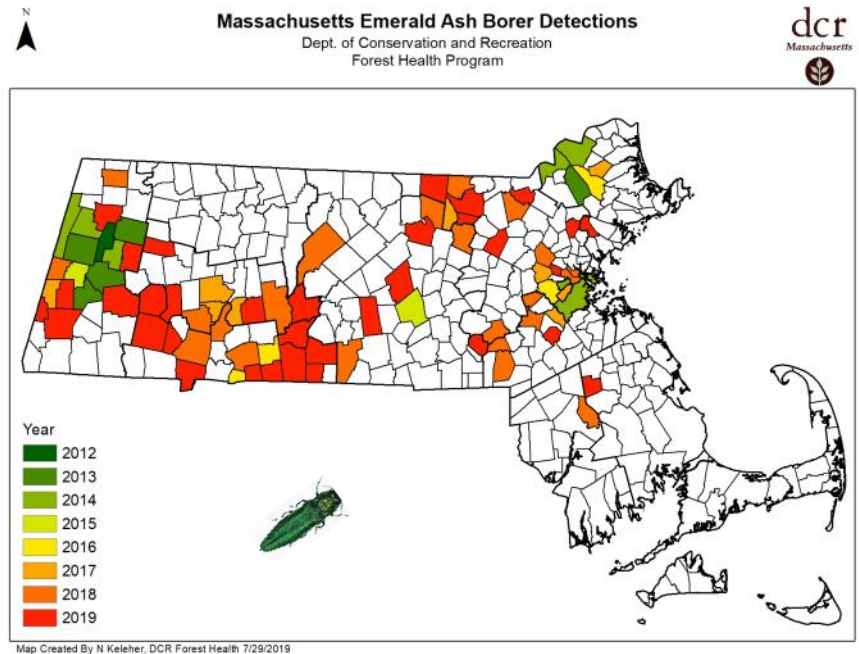 N
Massachusetts Emerald Ash Borer Detections
Dept. of Conservation and Recreation
Forest Health Program
dcr
Massachusetts
Year
2012
2013
2014
2015
2016
2017
2018
2019
Map Created By N Keleher, DCR Forest Health 7/29/2019